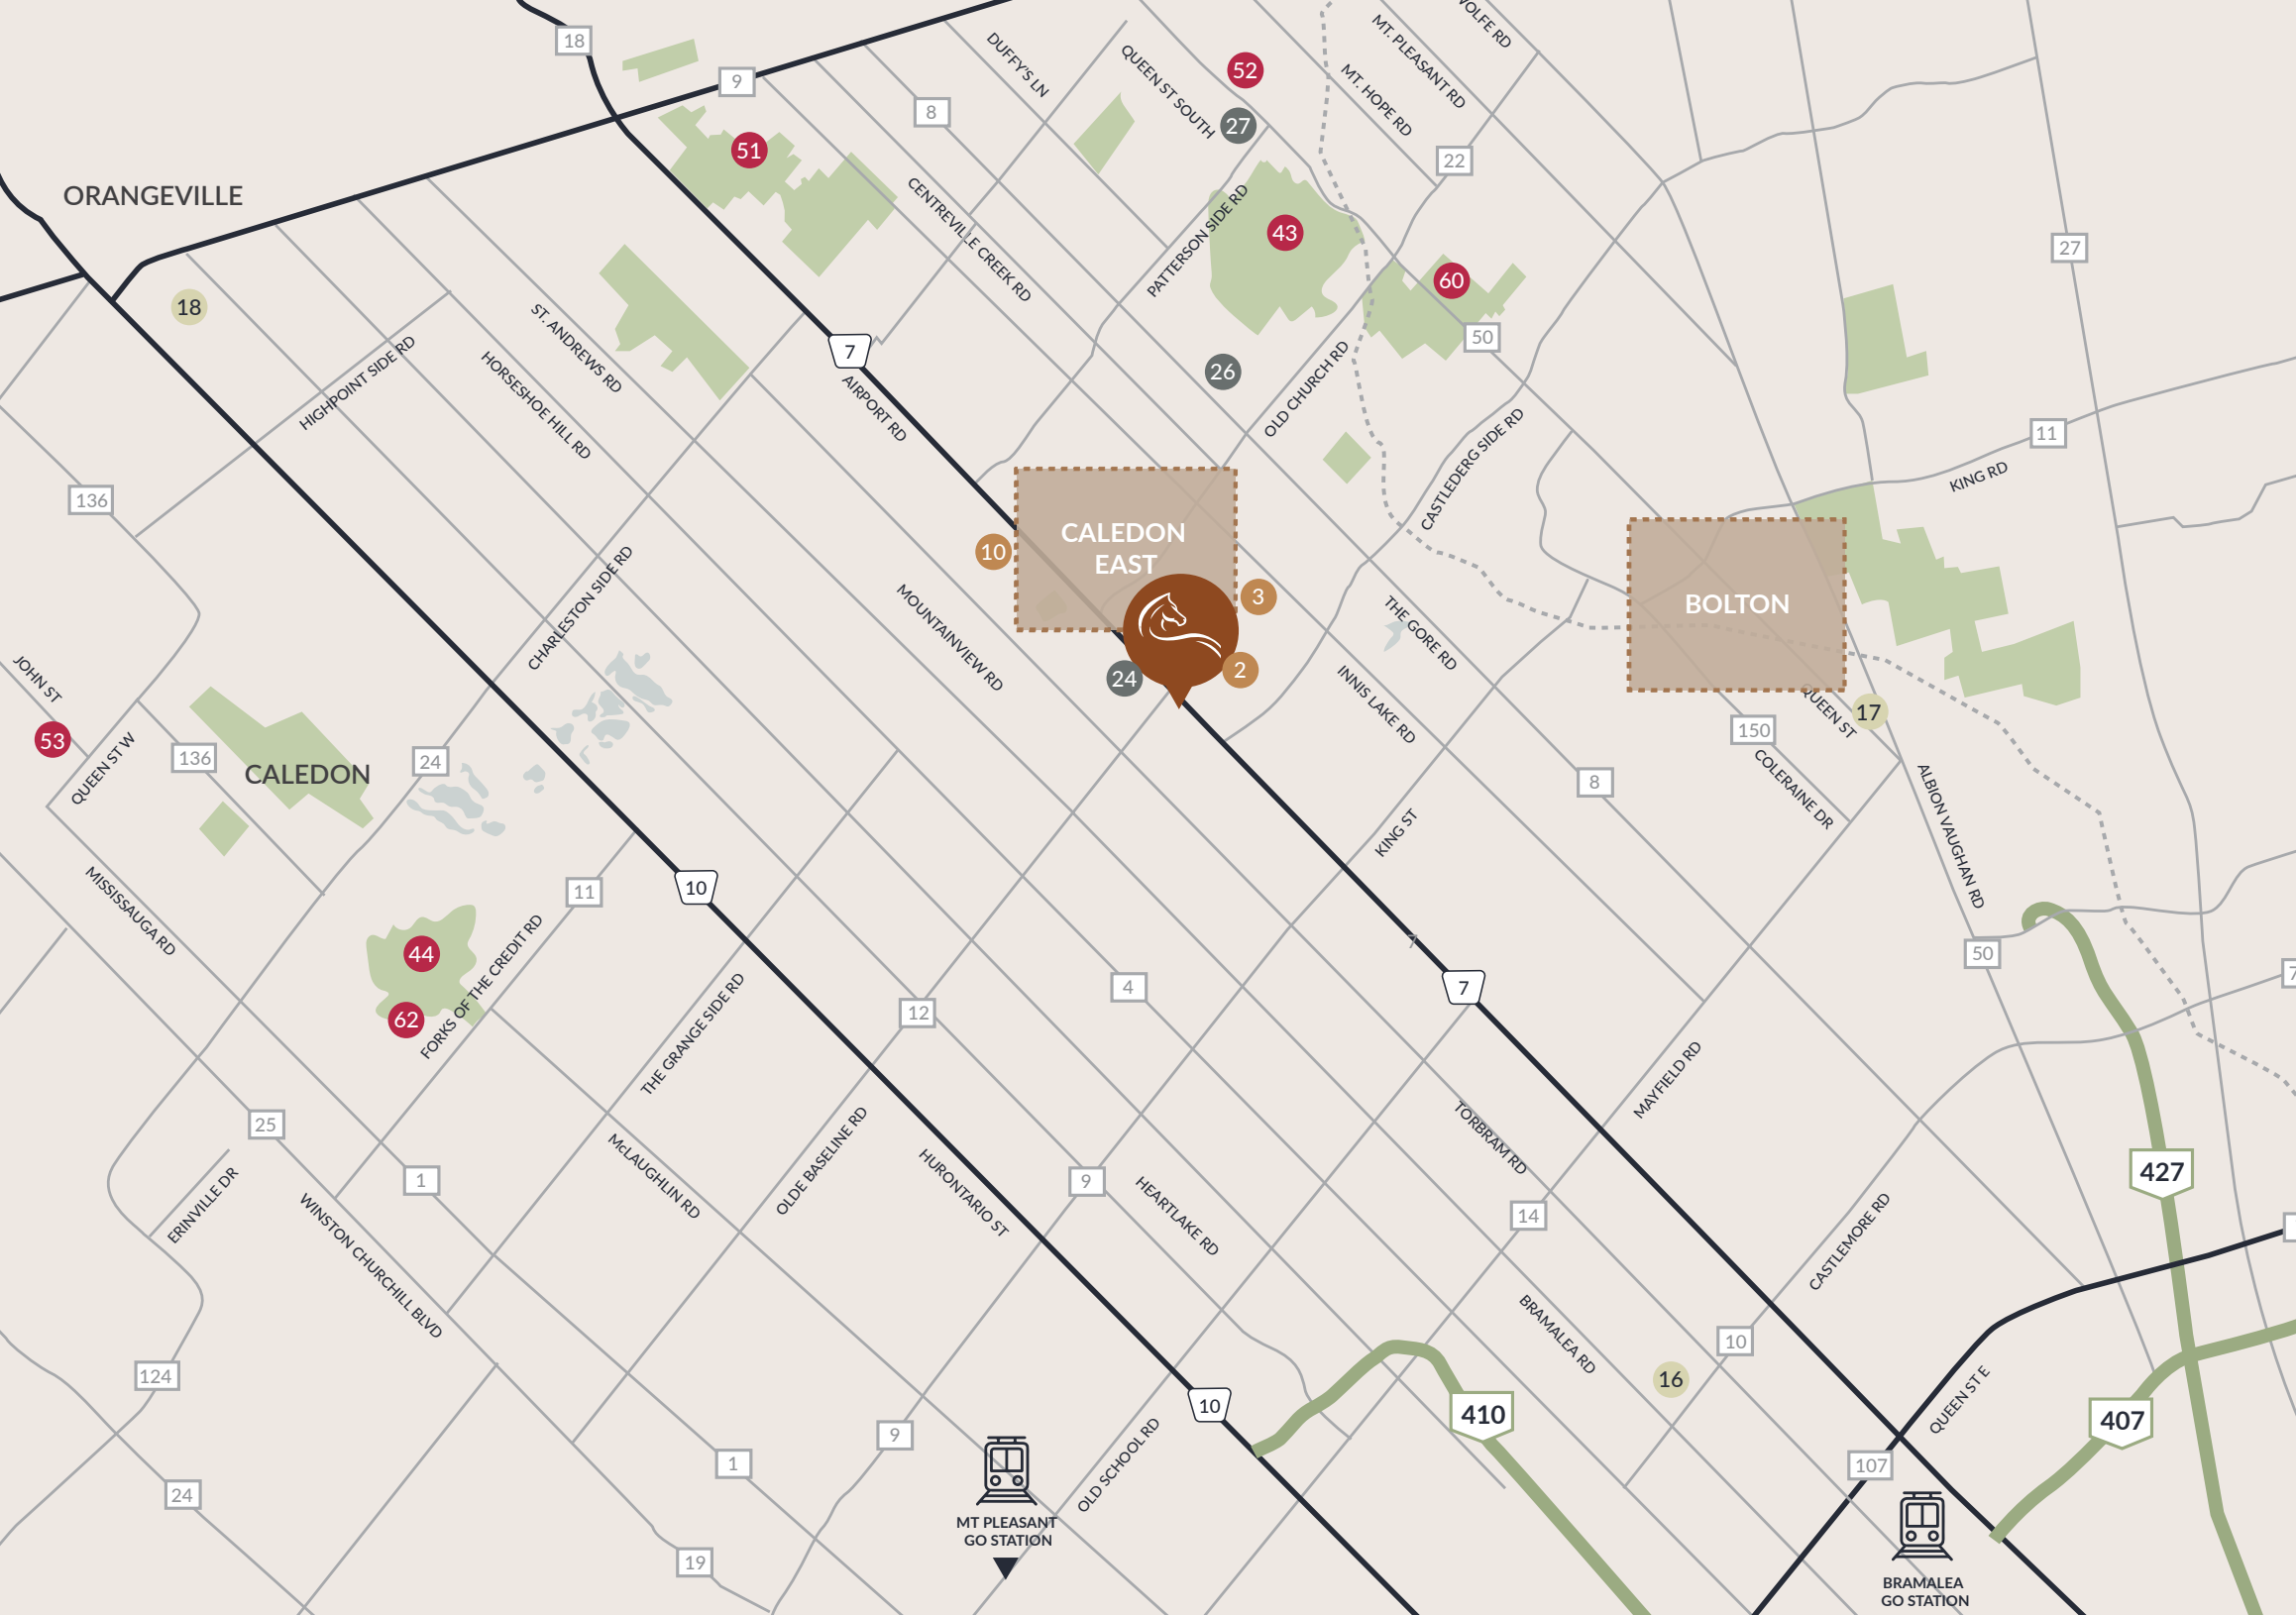 18
9
8
DUFFY'S LN
QUEEN ST SOUTH
52
27
MT. PLEASANT RD
MT. HOPE RD
OLFE RD
22
51
ORANGEVILLE
CENTREVILLE CREEK RD
PATTERSON SIDE RD
43
60
50
27
18
HIGHPOINT SIDE RD
HORSESHOE HILL RD
ST. ANDREWS RD
7
AIRPORT RD
26
OLD CHURCH RD
CASTLEDERG SIDE RD
11
KING RD
136
CHARLESTON SIDE RD
MOUNTAINVIEW RD
10
CALEDON
EAST
3
2
24
THE GORE RD
INNIS LAKE RD
BOLTON
QUEEN ST
17
150
COLERAINE DR
ALBION VAUGHAN RD
JOHN ST
53
QUEEN ST W
136
CALEDON
24
8
KING ST
MISSISSAUGA RD
11
10
44
62
FORKS OF THE CREDIT RD
THE GRANGE SIDE RD
12
4
7
7
50
7
MAYFIELD RD
25
1
ERINVILLE DR
WINSTON CHURCHILL BLVD
McLAUGHLIN RD
OLDE BASELINE RD
HURONTARIO ST
9
HEARTLAKE RD
TORBRAM RD
14
BRAMALEA RD
CASTLEMORE RD
427
10
16
124
24
1
9
19
10
410
OLD SCHOOL RD
MT PLEASANT
GO STATION
QUEEN ST E
407
107
BRAMALEA
GO STATION